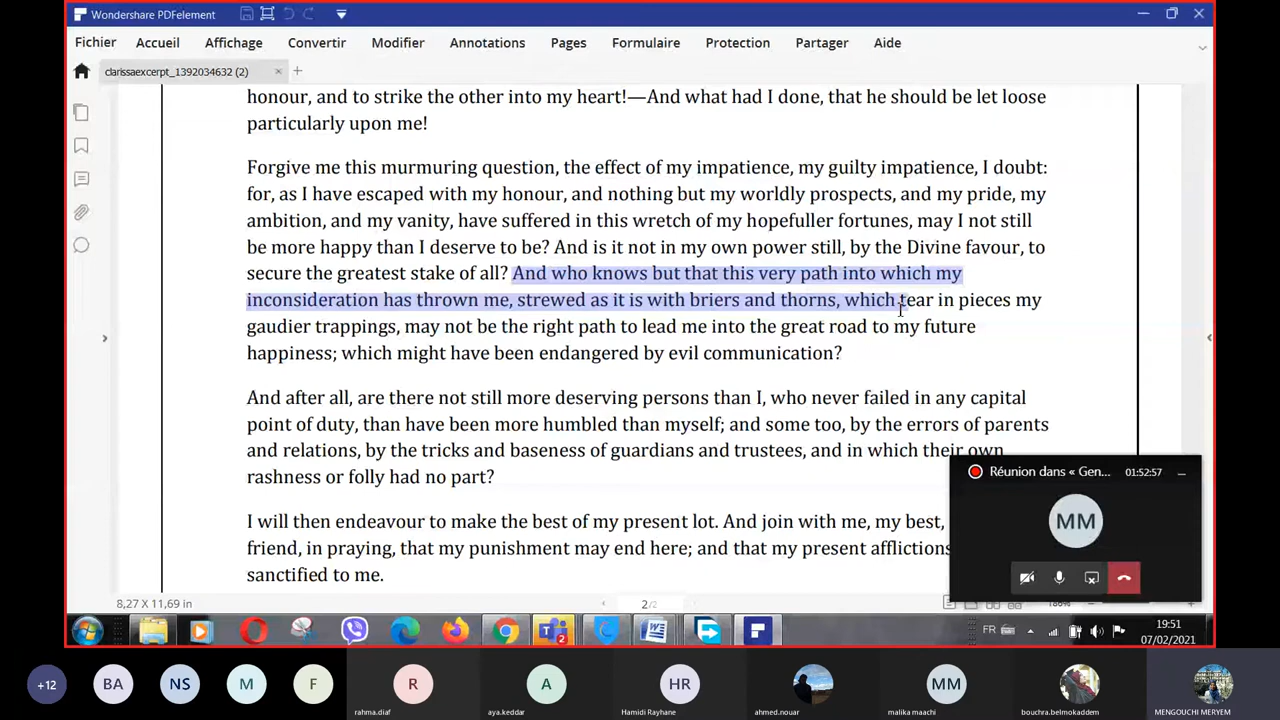 Wondershare PDFelement
Fichier Accueil Affichage Convertir Modifier Annotations Pages Formulaire Protection Partager Aide
clarissaexcerpt_1392034632 (2) × +
honour, and to strike the other into my heart!—And what had I done, that he should be let loose
particularly upon me!
Forgive me this murmuring question, the effect of my impatience, my guilty impatience, I doubt:
for, as I have escaped with my honour, and nothing but my worldly prospects, and my pride, my
ambition, and my vanity, have suffered in this wretch of my hopefuller fortunes, may I not still
be more happy than I deserve to be? And is it not in my own power still, by the Divine favour, to
secure the greatest stake of all? And who knows but that this very path into which my
inconsideration has thrown me, strewed as it is with briers and thorns, which tear in pieces my
gaudier trappings, may not be the right path to lead me into the great road to my future
happiness; which might have been endangered by evil communication?
And after all, are there not still more deserving persons than I, who never failed in any capital
point of duty, than have been more humbled than myself; and some too, by the errors of parents
and relations, by the tricks and baseness of guardians and trustees, and in which their own
rashness or folly had no part?
I will then endeavour to make the best of my present lot. And join with me, my best,
friend, in praying, that my punishment may end here; and that my present afflictions
sanctified to me.
Réunion dans « Gen... 01:52:57
MM
8,27 X 11,69 in 2/2 186%
2
FR 19:51
07/02/2021
+12 BA NS M F R A HR MM
rahma.diaf aya.keddar Hamidi Rayhane ahmed.nouar malika maachi bouchra.belmokaddem MENGOUCHI MERYEM